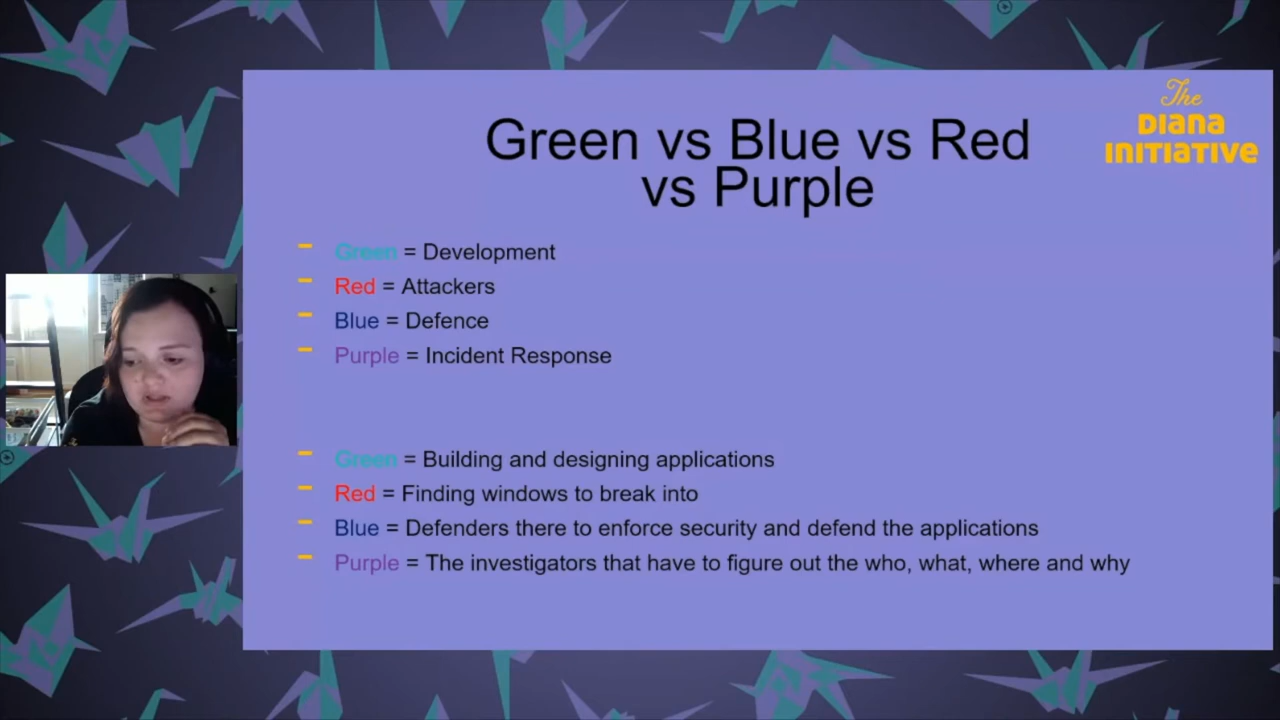 The
DIANA
INITIATIVE
Green vs Blue vs Red
vs Purple
Green = Development
Red = Attackers
Blue = Defence
Purple = Incident Response
Green = Building and designing applications
Red = Finding windows to break into
Blue = Defenders there to enforce security and defend the applications
Purple = The investigators that have to figure out the who, what, where and why